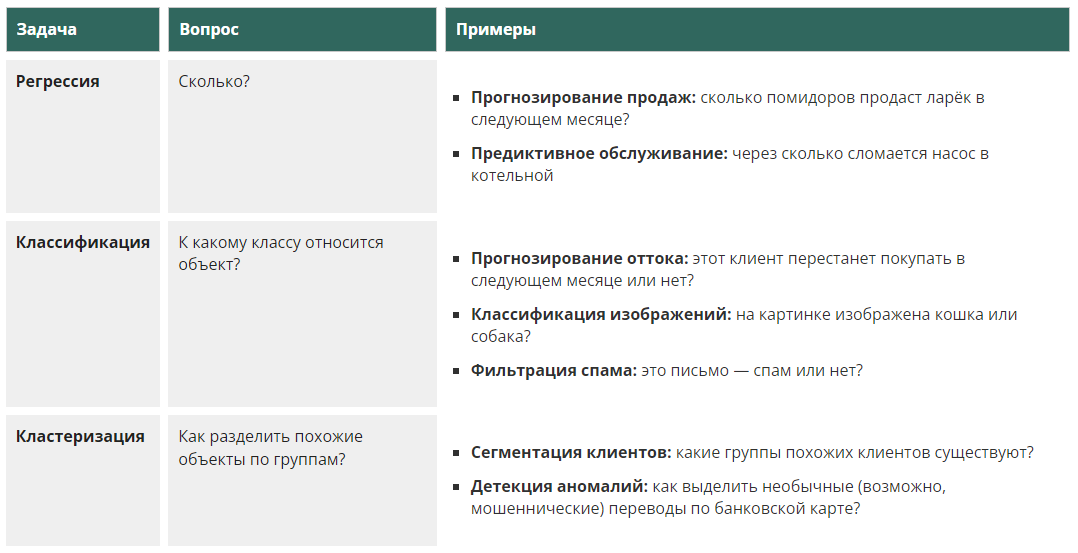 Задача
Вопрос
Примеры
Регрессия
Сколько?
Прогнозирование продаж: сколько помидоров продаст ларёк в
следующем месяце?
Предиктивное обслуживание: через сколько сломается насос в
котельной
Классификация
К какому классу относится
объект?
Прогнозирование оттока: этот клиент перестанет покупать в
следующем месяце или нет?
Классификация изображений: на картинке изображена кошка или
собака?
Фильтрация спама: это письмо — спам или нет?
Кластеризация
Как разделить похожие
объекты по группам?
Сегментация клиентов: какие группы похожих клиентов существуют?
Детекция аномалий: как выделить необычные (возможно,
мошеннические) переводы по банковской карте?